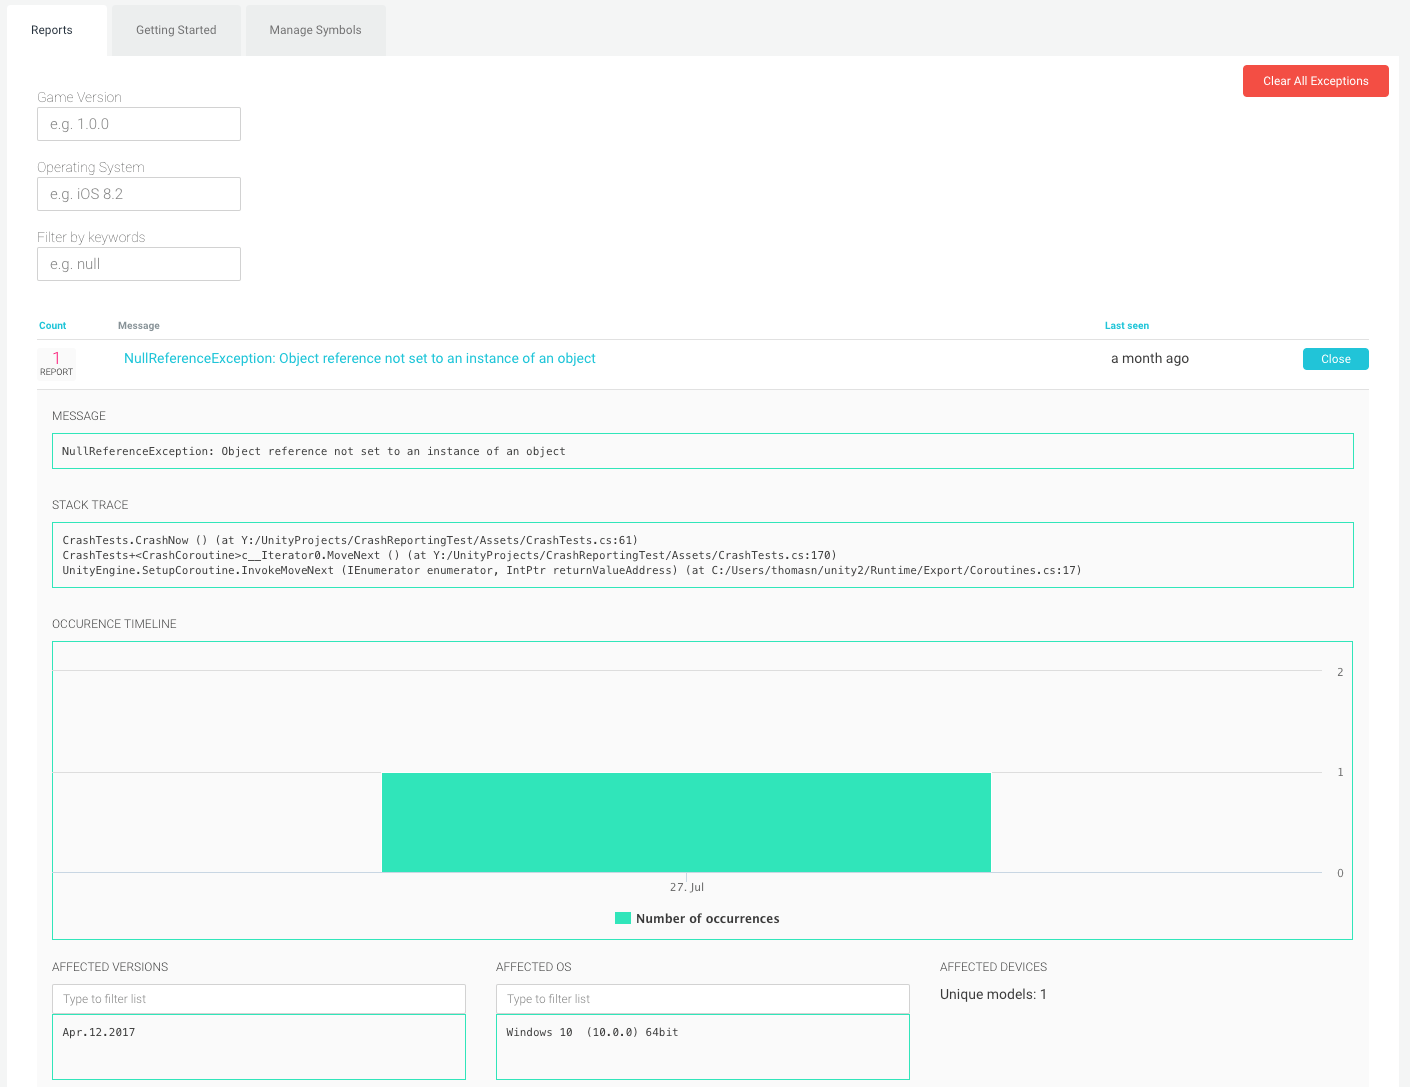 Reports
Getting Started
Manage Symbols
Clear All Exceptions
Game Version
e.g. 1.0.0
Operating System
e.g. iOS 8.2
Filter by keywords
e.g. null
Count Message Last seen
1 NullReferenceException: Object reference not set to an instance of an object a month ago Close
REPORT
MESSAGE
NullReferenceException: Object reference not set to an instance of an object
STACK TRACE
CrashTests.CrashNow () (at Y:/UnityProjects/CrashReportingTest/Assets/CrashTests.cs:61)
CrashTests+<CrashCoroutine>c__Iterator0.MoveNext () (at Y:/UnityProjects/CrashReportingTest/Assets/CrashTests.cs:170)
UnityEngine.SetupCoroutine.InvokeMoveNext (IEnumerator enumerator, IntPtr returnValueAddress) (at C:/Users/thomasn/unity2/Runtime/Export/Coroutines.cs:17)
OCCURENCE TIMELINE
2
1
0
27. Jul
Number of occurrences
AFFECTED VERSIONS
Type to filter list
Apr.12.2017
AFFECTED OS
Type to filter list
Windows 10  (10.0.0) 64bit
AFFECTED DEVICES
Unique models: 1